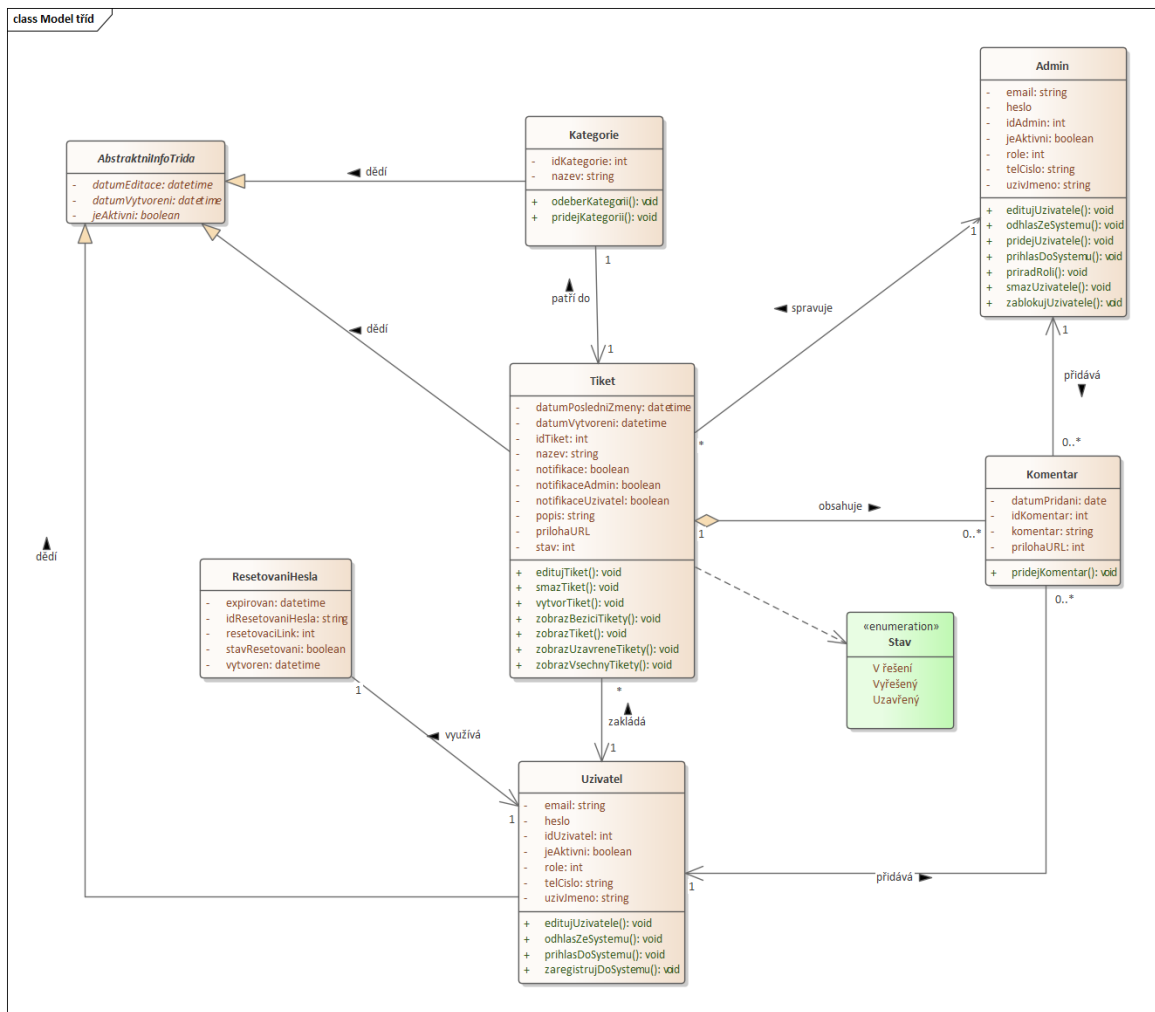 class Model tříd
Admin
- email: string
- heslo
- idAdmin: int
- jeAktivni: boolean
- role: int
- telCislo: string
- uzivJmeno: string
+ editujUzivatele(): void
+ odhlasZeSystemu(): void
+ pridejUzivatele(): void
+ prihlasDoSystemu(): void
+ priradRoli(): void
+ smazUzivatele(): void
+ zablokujUzivatele(): void
Kategorie
- idKategorie: int
- nazev: string
+ odeberKategorii(): void
+ pridejKategorii(): void
AbstraktniInfoTrida
- datumEditace: datetime
- datumVytvoreni: datetime
- jeAktivni: boolean
dědí
1
patří do
1
dědí
spravuje
1
*
přidává
1
0..*
Tiket
- datumPosledniZmeny: datetime
- datumVytvoreni: datetime
- idTiket: int
- nazev: string
- notifikace: boolean
- notifikaceAdmin: boolean
- notifikaceUzivatel: boolean
- popis: string
- prilohaURL
- stav: int
+ editujTiket(): void
+ smazTiket(): void
+ vytvorTiket(): void
+ zobrazBeziciTikety(): void
+ zobrazTiket(): void
+ zobrazUzavreneTikety(): void
+ zobrazVsechnyTikety(): void
Komentar
- datumPridani: date
- idKomentar: int
- komentar: string
- prilohaURL: int
+ pridejKomentar(): void
obsahuje
1
0..*
dědí
ResetovaniHesla
- expirovan: datetime
- idResetovaniHesla: string
- resetovaciLink: int
- stavResetovani: boolean
- vytvoren: datetime
0..*
«enumeration»
Stav
V řešení
Vyřešený
Uzavřený
1
*
zakládá
1
využívá
1
Uzivatel
- email: string
- heslo
- idUzivatel: int
- jeAktivni: boolean
- role: int
- telCislo: string
- uzivJmeno: string
+ editujUzivatele(): void
+ odhlasZeSystemu(): void
+ prihlasDoSystemu(): void
+ zaregistrujDoSystemu(): void
1
přidává